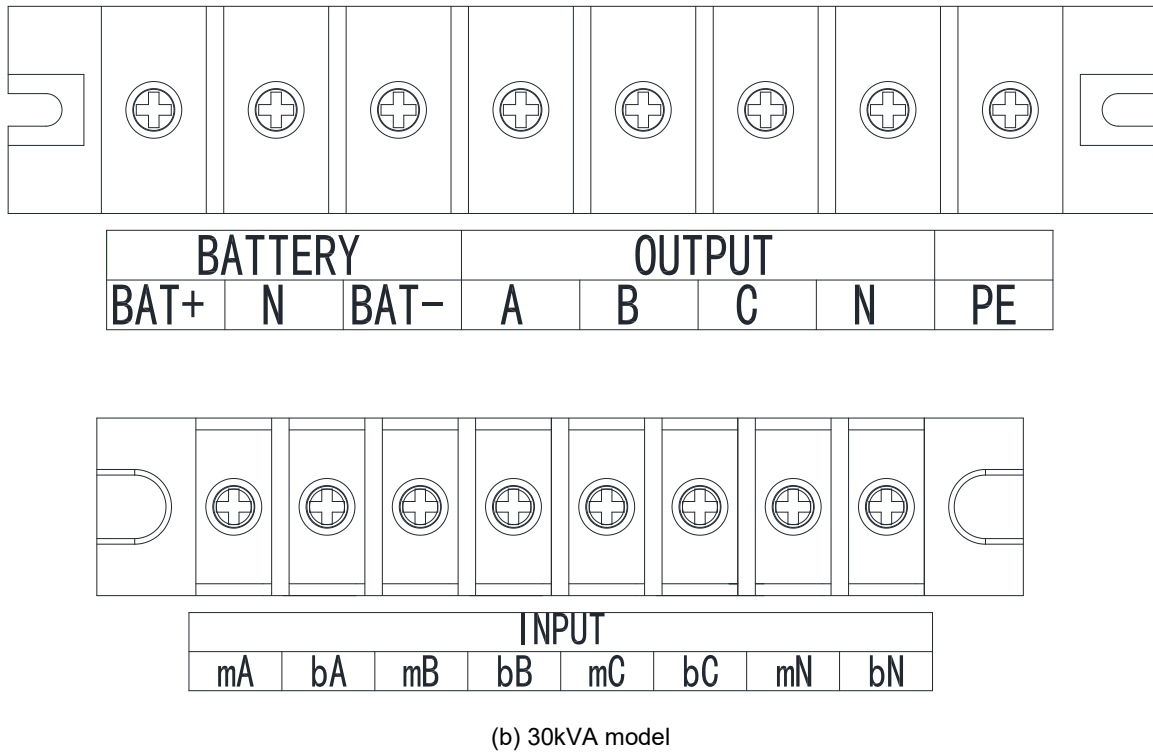 BATTERY OUTPUT
BAT+ N BAT- A B C N PE
INPUT
mA bA mB bB mC bC mN bN
(b) 30kVA model